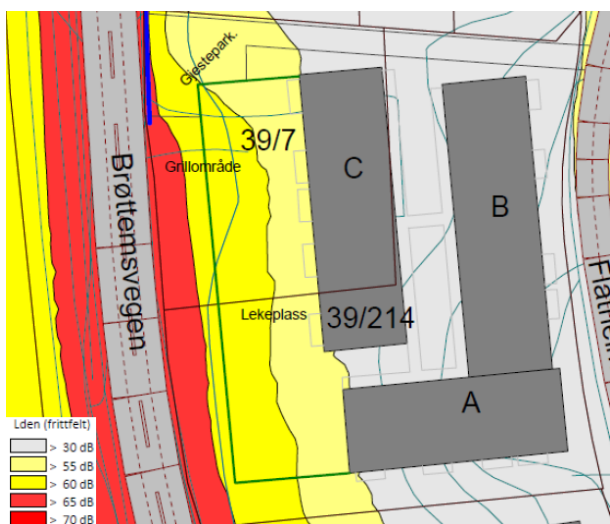 Gjestepark.
39/7
Grillområde
C
B
Brøttemsvegen
Lekeplass
39/214
A
Lden (frittfelt)
> 30 dB
> 55 dB
> 60 dB
> 65 dB
> 70 dB